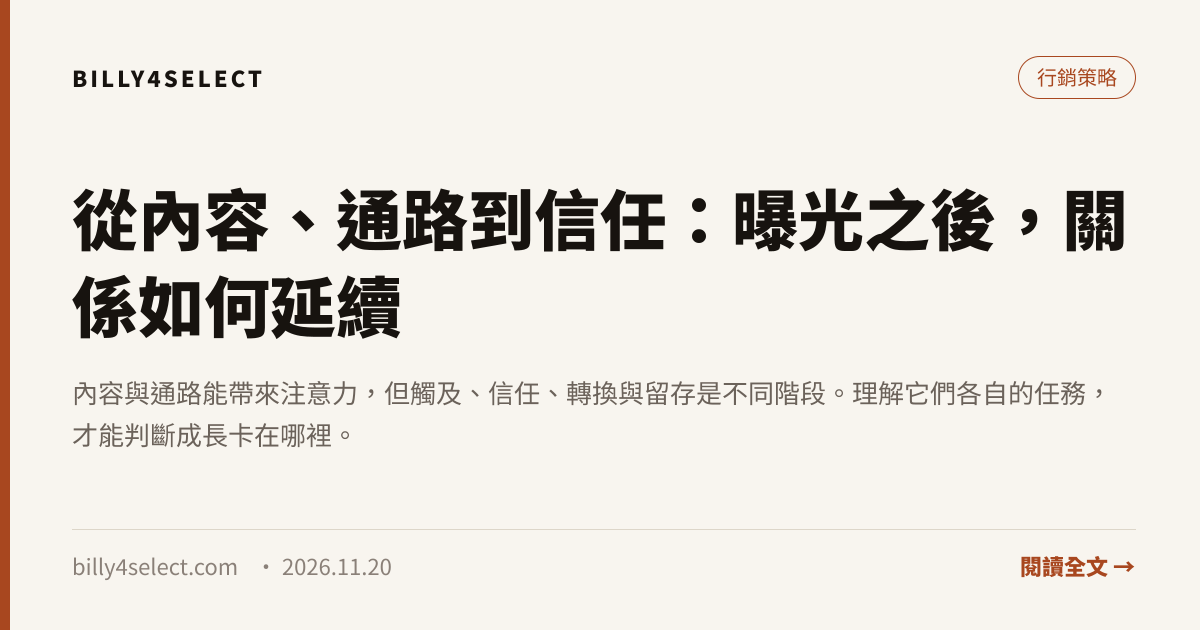 BILLY4SELECT
行銷策略
從內容、通路到信任：曝光之後，關
係如何延續
內容與通路能帶來注意力，但觸及、信任、轉換與留存是不同階段。理解它們各自的任務，
才能判斷成長卡在哪裡。
billy4select.com ・ 2026.11.20
閱讀全文 →